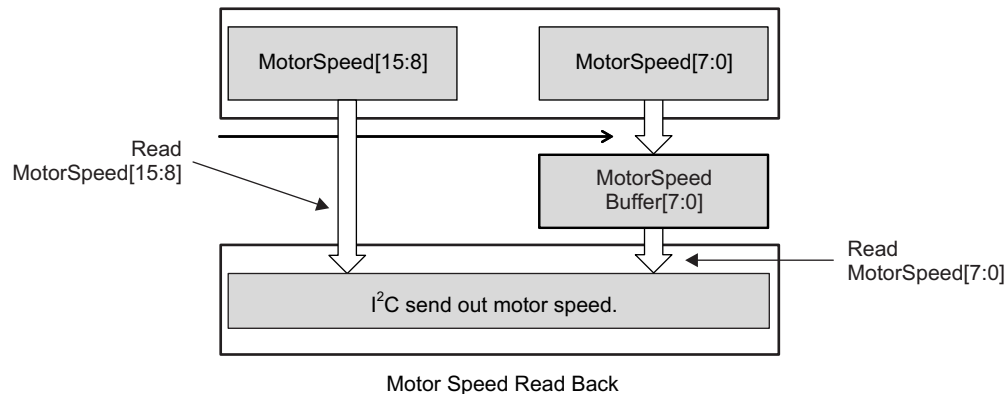 MotorSpeed[15:8]
MotorSpeed[7:0]
Read
MotorSpeed[15:8]
MotorSpeed
Buffer[7:0]
Read
MotorSpeed[7:0]
I²C send out motor speed.
Motor Speed Read Back